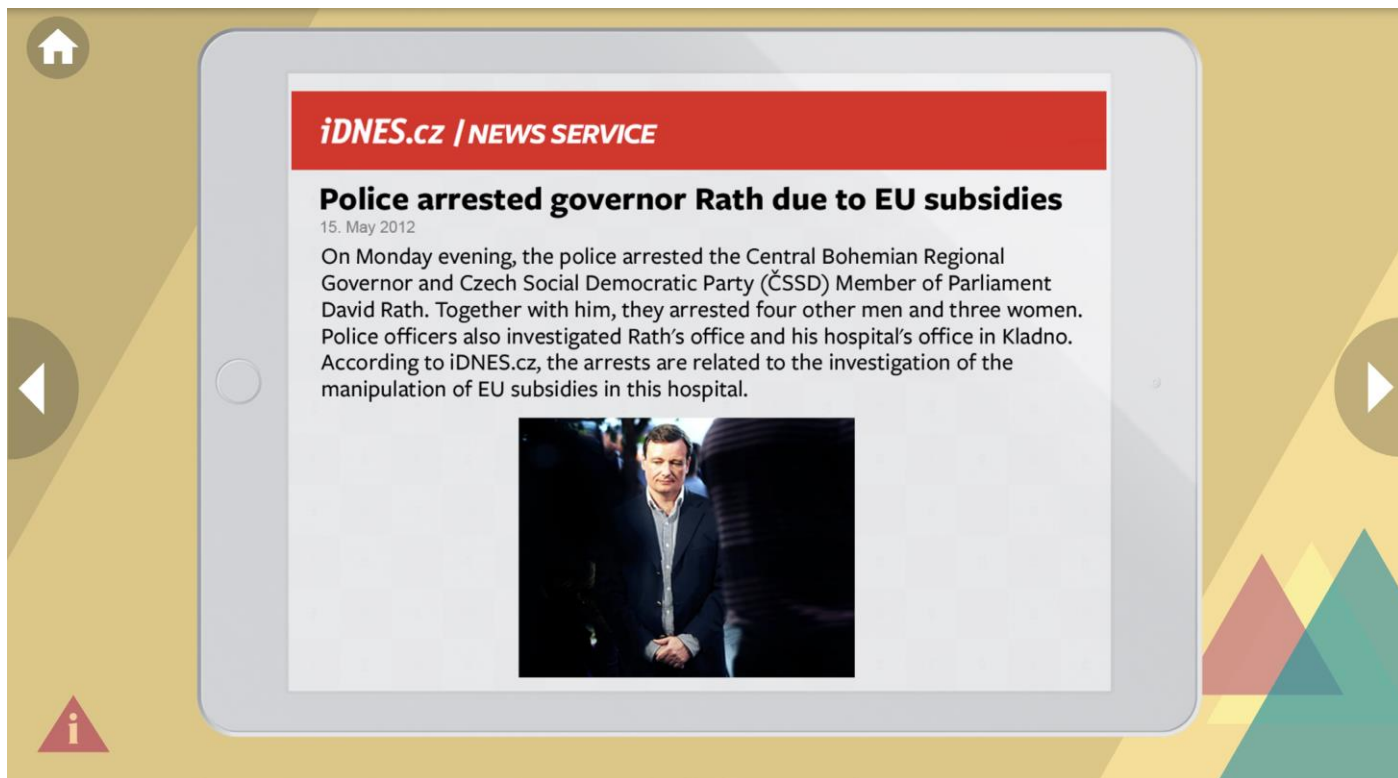 iDNES.cz / NEWS SERVICE
Police arrested governor Rath due to EU subsidies
15. May 2012
On Monday evening, the police arrested the Central Bohemian Regional
Governor and Czech Social Democratic Party (ČSSD) Member of Parliament
David Rath. Together with him, they arrested four other men and three women.
Police officers also investigated Rath's office and his hospital's office in Kladno.
According to iDNES.cz, the arrests are related to the investigation of the
manipulation of EU subsidies in this hospital.
i